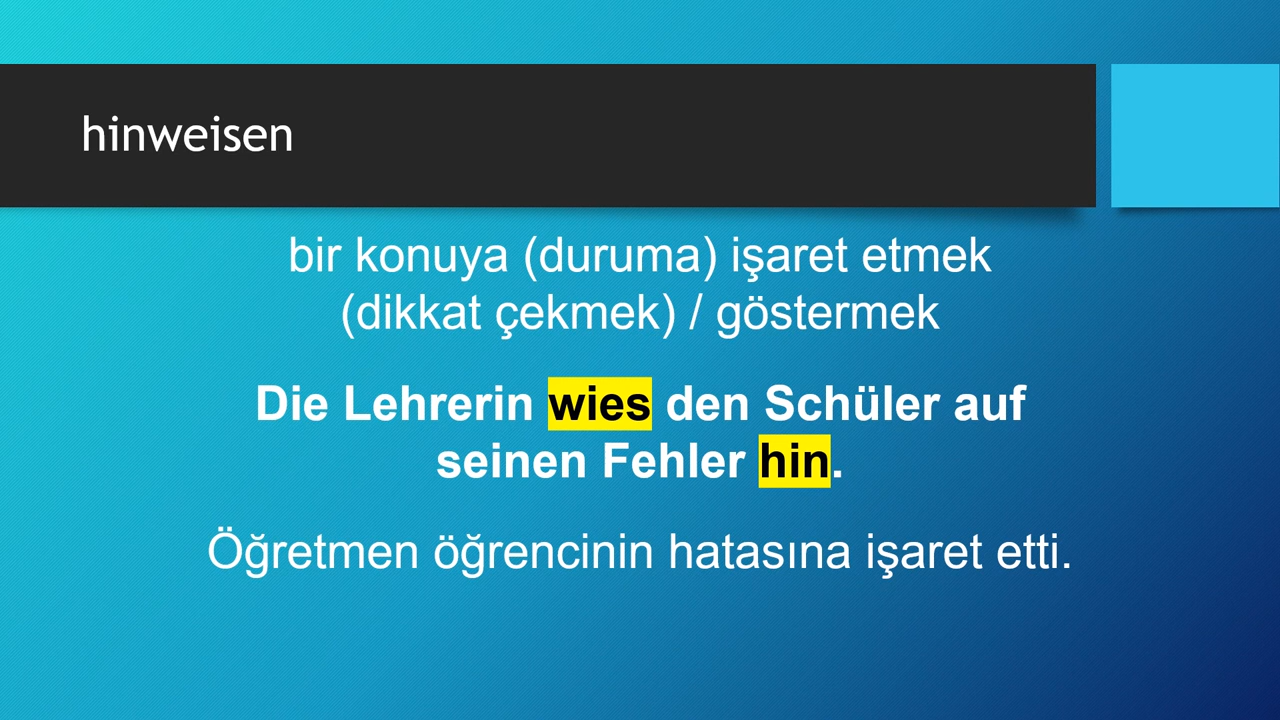 hinweisen
bir konuya (duruma) işaret etmek
(dikkat çekmek) / göstermek
Die Lehrerin wies den Schüler auf
seinen Fehler hin.
Öğretmen öğrencinin hatasına işaret etti.